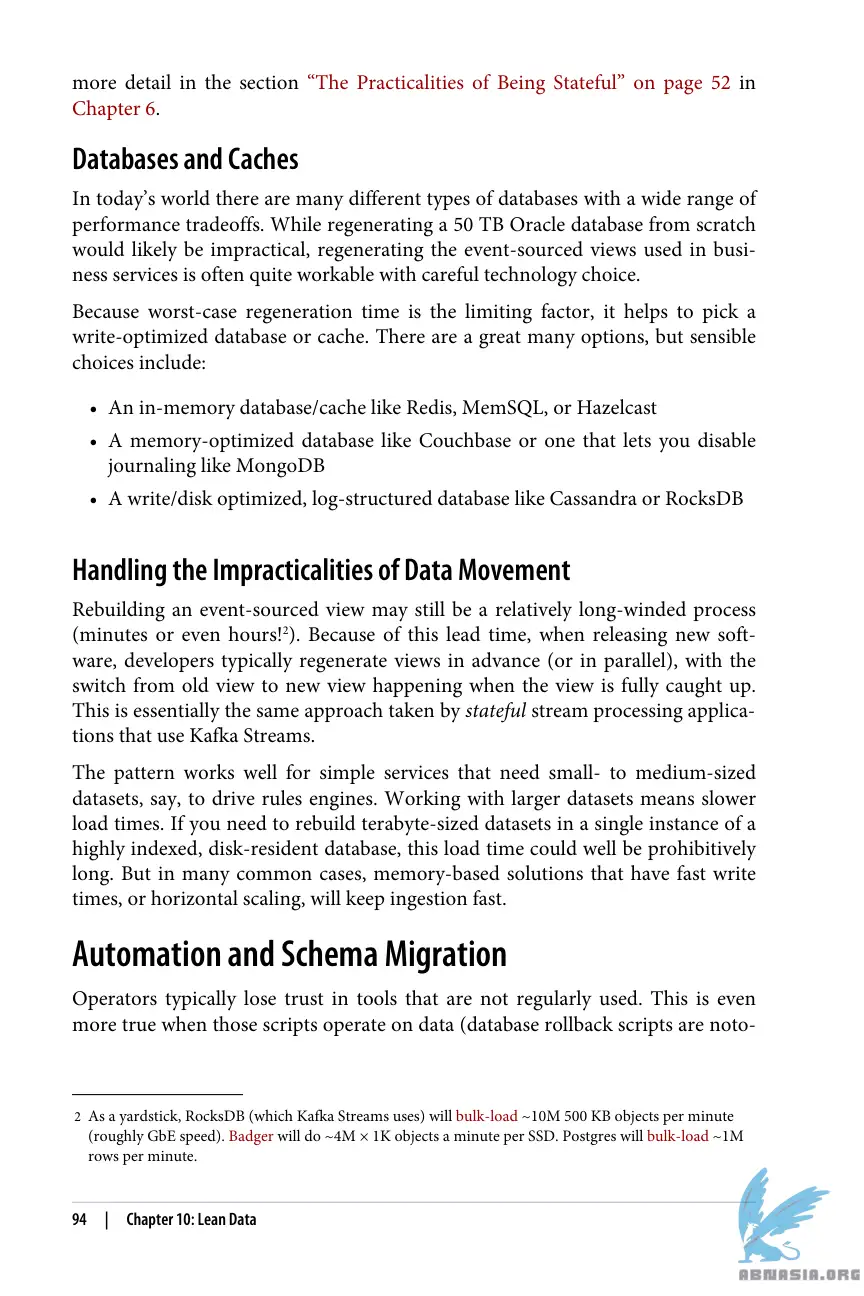 more detail in the section “The Practicalities of Being Stateful” on page 52 in
Chapter 6.
Databases and Caches
In today’s world there are many different types of databases with a wide range of
performance tradeoffs. While regenerating a 50 TB Oracle database from scratch
would likely be impractical, regenerating the event-sourced views used in busi-
ness services is often quite workable with careful technology choice.
Because worst-case regeneration time is the limiting factor, it helps to pick a
write-optimized database or cache. There are a great many options, but sensible
choices include:
• An in-memory database/cache like Redis, MemSQL, or Hazelcast
• A memory-optimized database like Couchbase or one that lets you disable
journaling like MongoDB
• A write/disk optimized, log-structured database like Cassandra or RocksDB
Handling the Impracticalities of Data Movement
Rebuilding an event-sourced view may still be a relatively long-winded process
(minutes or even hours!²). Because of this lead time, when releasing new soft-
ware, developers typically regenerate views in advance (or in parallel), with the
switch from old view to new view happening when the view is fully caught up.
This is essentially the same approach taken by stateful stream processing applica-
tions that use Kafka Streams.
The pattern works well for simple services that need small- to medium-sized
datasets, say, to drive rules engines. Working with larger datasets means slower
load times. If you need to rebuild terabyte-sized datasets in a single instance of a
highly indexed, disk-resident database, this load time could well be prohibitively
long. But in many common cases, memory-based solutions that have fast write
times, or horizontal scaling, will keep ingestion fast.
Automation and Schema Migration
Operators typically lose trust in tools that are not regularly used. This is even
more true when those scripts operate on data (database rollback scripts are noto-
2 As a yardstick, RocksDB (which Kafka Streams uses) will bulk-load ~10M 500 KB objects per minute
(roughly GbE speed). Badger will do ~4M × 1K objects a minute per SSD. Postgres will bulk-load ~1M
rows per minute.
94 | Chapter 10: Lean Data
ABNASIA.ORG